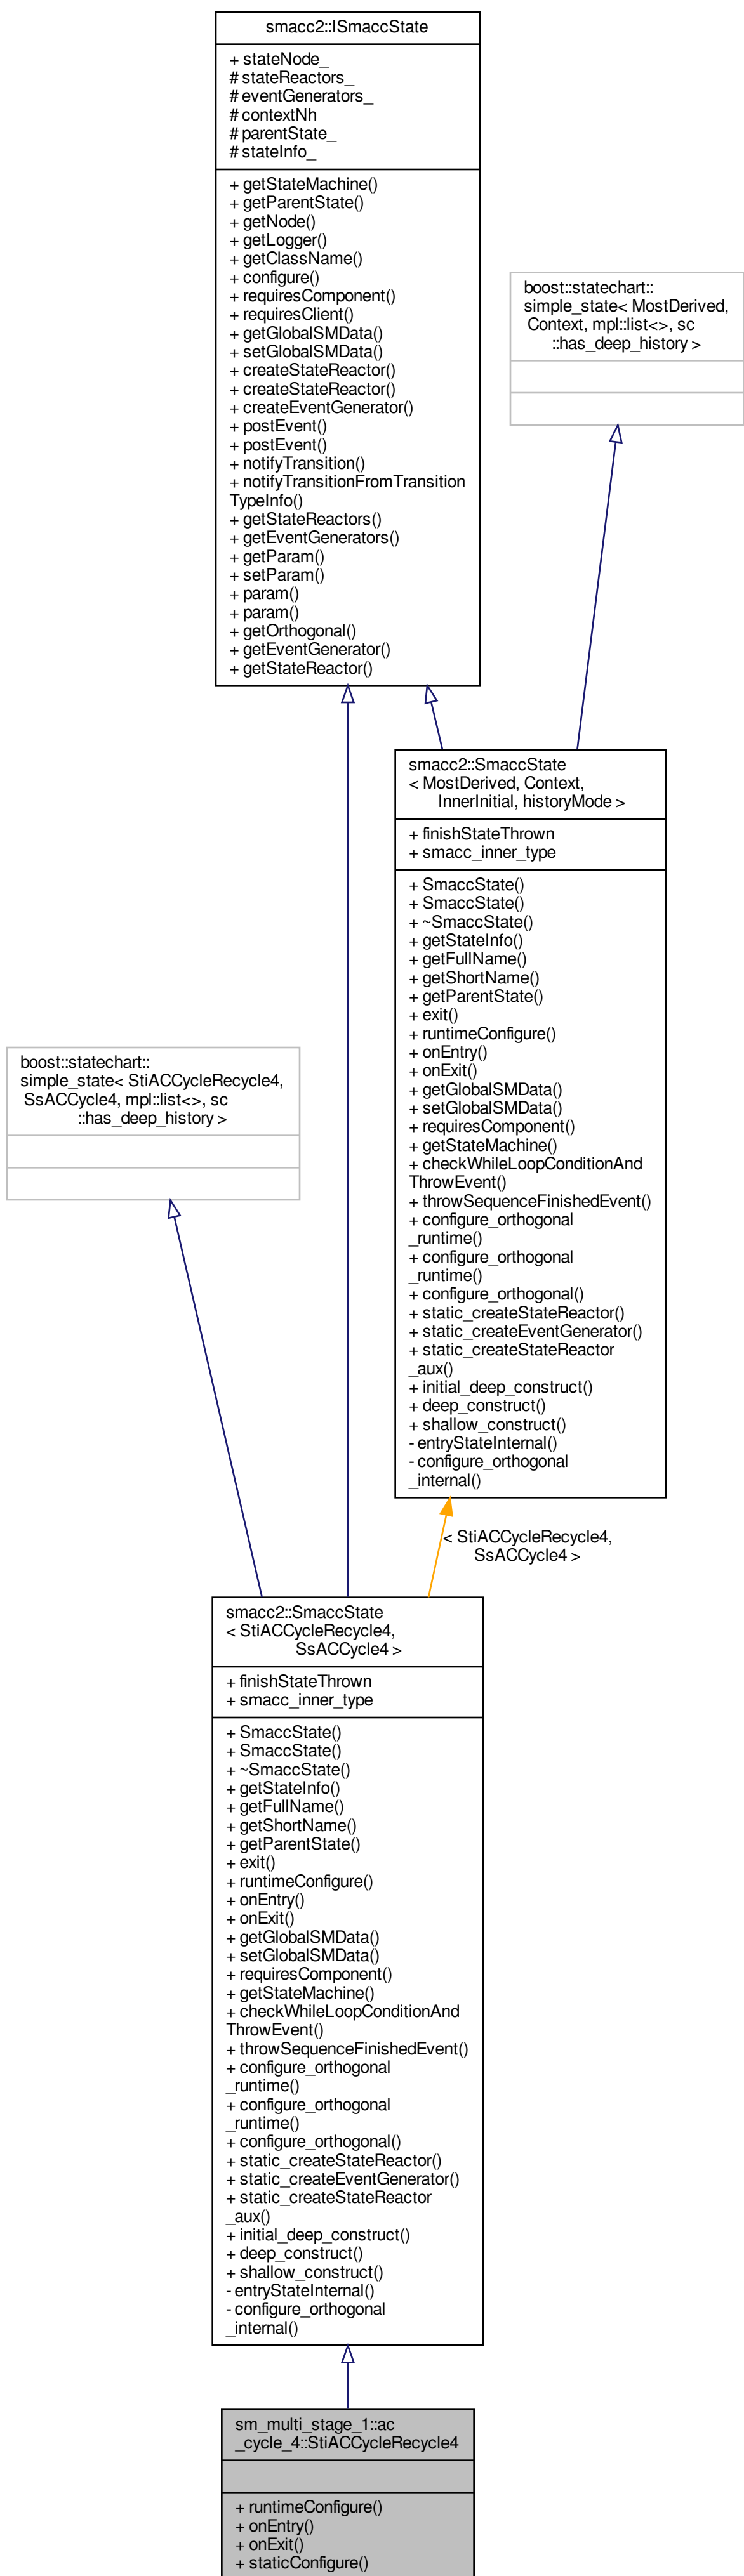 smacc2::ISmaccState
+ stateNode_
# stateReactors_
# eventGenerators_
# contextNh
# parentState_
# stateInfo_
+ getStateMachine()
+ getParentState()
+ getNode()
+ getLogger()
+ getClassName()
+ configure()
+ requiresComponent()
+ requiresClient()
+ getGlobalSMData()
+ setGlobalSMData()
+ createStateReactor()
+ createStateReactor()
+ createEventGenerator()
+ postEvent()
+ postEvent()
+ notifyTransition()
+ notifyTransitionFromTransition
TypeInfo()
+ getStateReactors()
+ getEventGenerators()
+ getParam()
+ setParam()
+ param()
+ param()
+ getOrthogonal()
+ getEventGenerator()
+ getStateReactor()
boost::statechart::
simple_state< MostDerived,
Context, mpl::list<>, sc
::has_deep_history >
smacc2::SmaccState
< MostDerived, Context,
InnerInitial, historyMode >
+ finishStateThrown
+ smacc_inner_type
+ SmaccState()
+ SmaccState()
+ ~SmaccState()
+ getStateInfo()
+ getFullName()
+ getShortName()
+ getParentState()
+ exit()
+ runtimeConfigure()
+ onEntry()
+ onExit()
+ getGlobalSMData()
+ setGlobalSMData()
+ requiresComponent()
+ getStateMachine()
+ checkWhileLoopConditionAnd
ThrowEvent()
+ throwSequenceFinishedEvent()
+ configure_orthogonal
_runtime()
+ configure_orthogonal
_runtime()
+ configure_orthogonal()
+ static_createStateReactor()
+ static_createEventGenerator()
+ static_createStateReactor
_aux()
+ initial_deep_construct()
+ deep_construct()
+ shallow_construct()
- entryStateInternal()
- configure_orthogonal
_internal()
boost::statechart::
simple_state< StiACCycleRecycle4,
SsACCycle4, mpl::list<>, sc
::has_deep_history >
< StiACCycleRecycle4,
SsACCycle4 >
smacc2::SmaccState
< StiACCycleRecycle4,
SsACCycle4 >
+ finishStateThrown
+ smacc_inner_type
+ SmaccState()
+ SmaccState()
+ ~SmaccState()
+ getStateInfo()
+ getFullName()
+ getShortName()
+ getParentState()
+ exit()
+ runtimeConfigure()
+ onEntry()
+ onExit()
+ getGlobalSMData()
+ setGlobalSMData()
+ requiresComponent()
+ getStateMachine()
+ checkWhileLoopConditionAnd
ThrowEvent()
+ throwSequenceFinishedEvent()
+ configure_orthogonal
_runtime()
+ configure_orthogonal
_runtime()
+ configure_orthogonal()
+ static_createStateReactor()
+ static_createEventGenerator()
+ static_createStateReactor
_aux()
+ initial_deep_construct()
+ deep_construct()
+ shallow_construct()
- entryStateInternal()
- configure_orthogonal
_internal()
sm_multi_stage_1::ac
_cycle_4::StiACCycleRecycle4
+ runtimeConfigure()
+ onEntry()
+ onExit()
+ staticConfigure()